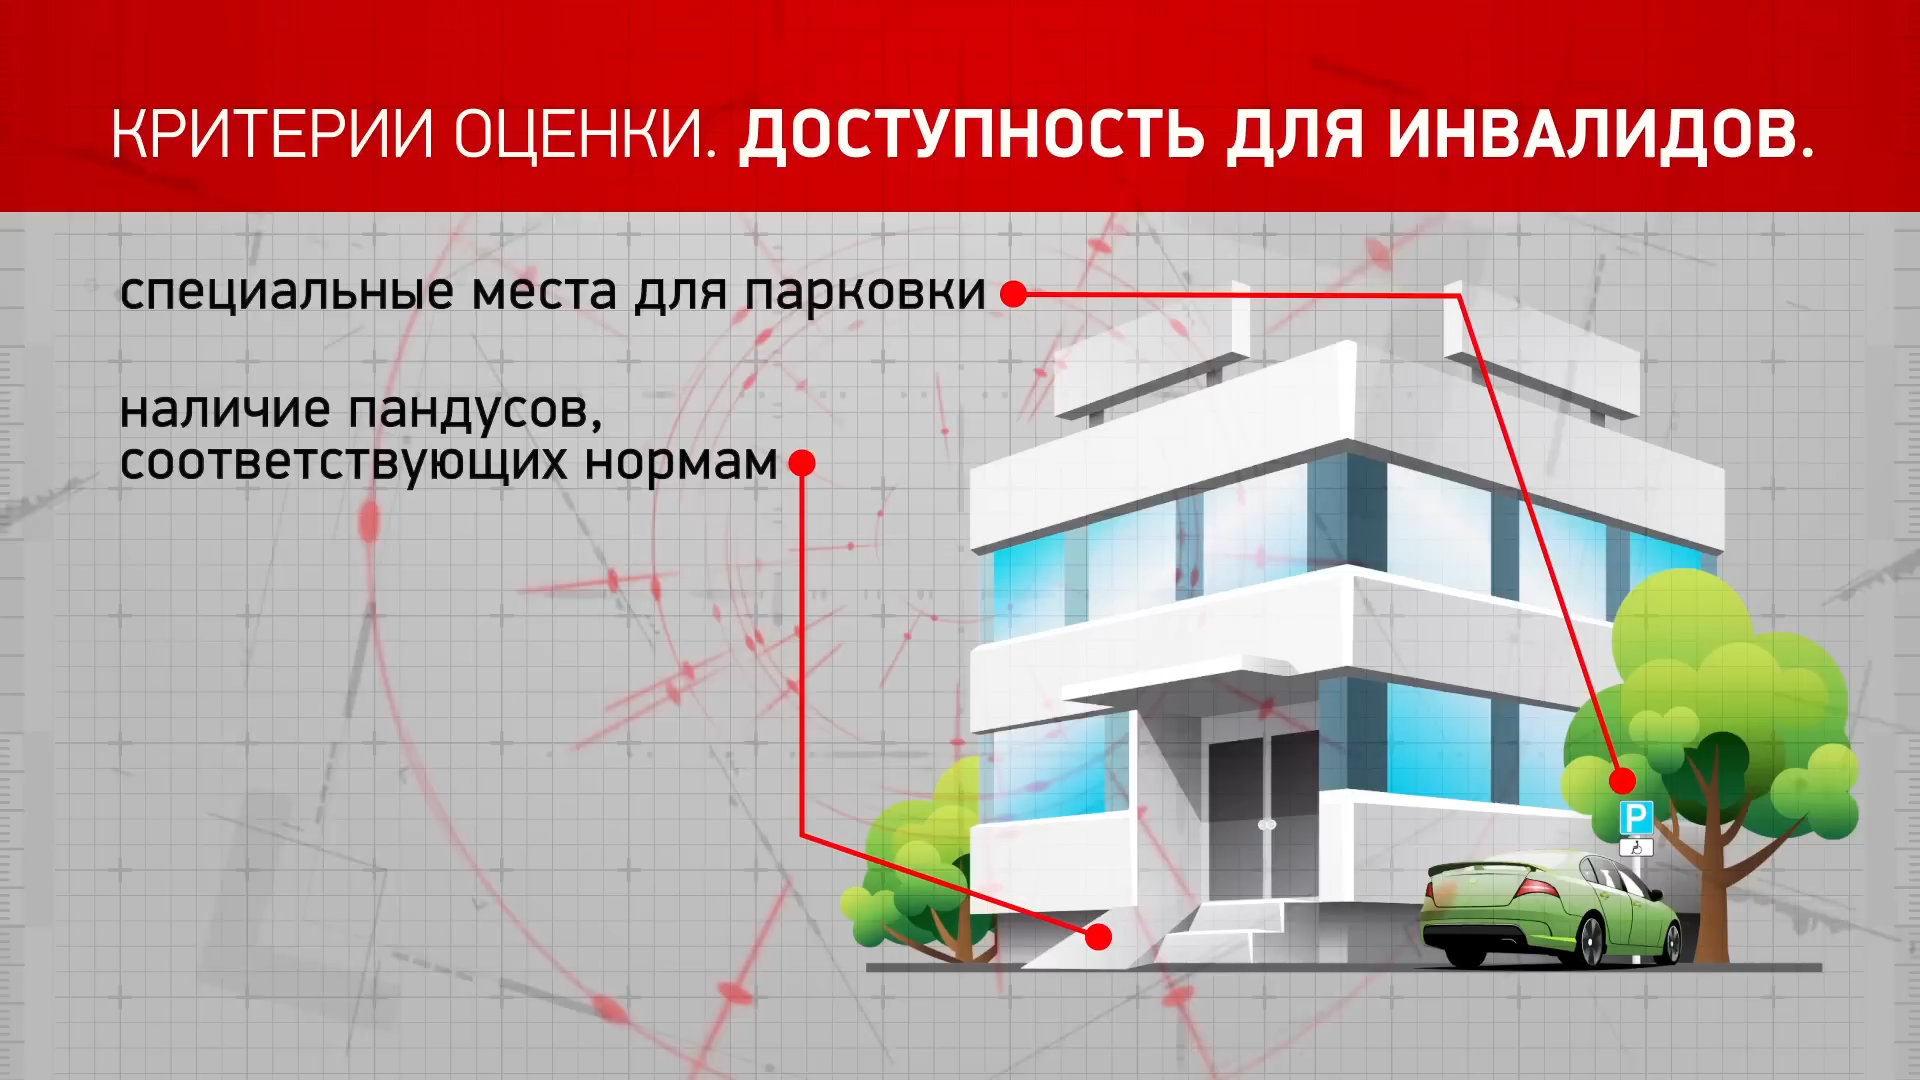 КРИТЕРИИ ОЦЕНКИ. ДОСТУПНОСТЬ ДЛЯ ИНВАЛИДОВ.
специальные места для парковки
наличие пандусов,
соответствующих нормам
P